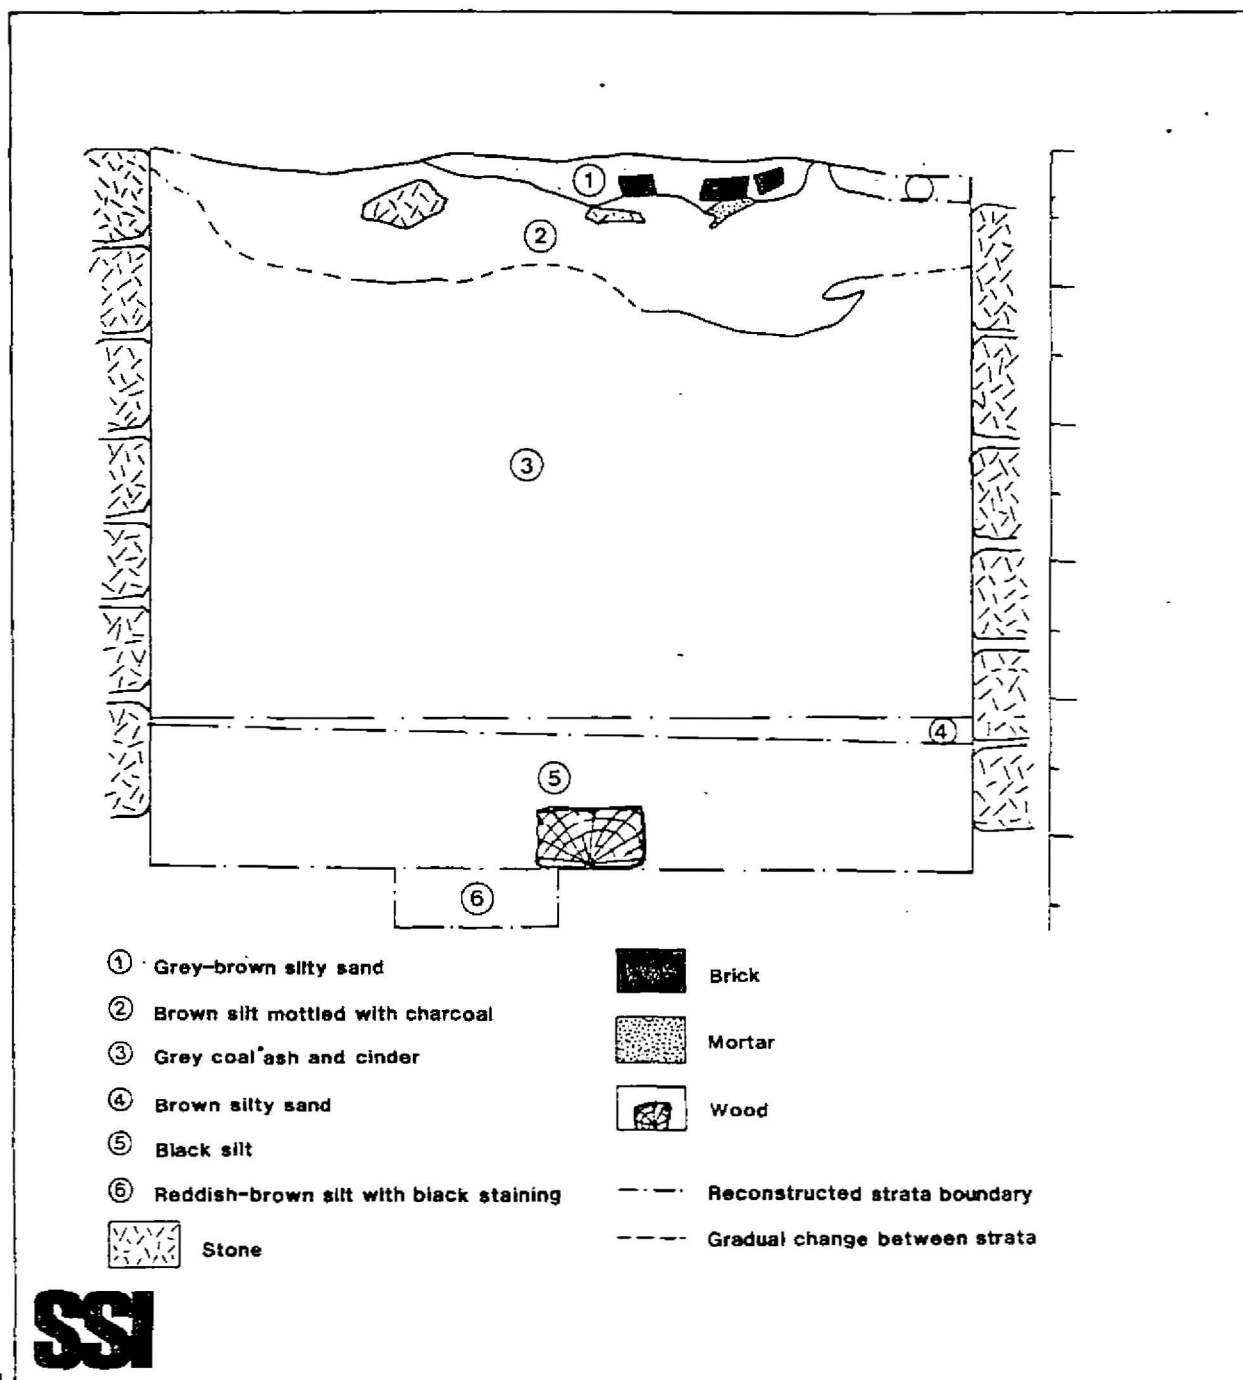 1
2
3
4
5
6
1 Grey-brown silty sand
2 Brown silt mottled with charcoal
3 Grey coal ash and cinder
4 Brown silty sand
5 Black silt
6 Reddish-brown silt with black staining
Stone
Brick
Mortar
Wood
Reconstructed strata boundary
Gradual change between strata
SSI